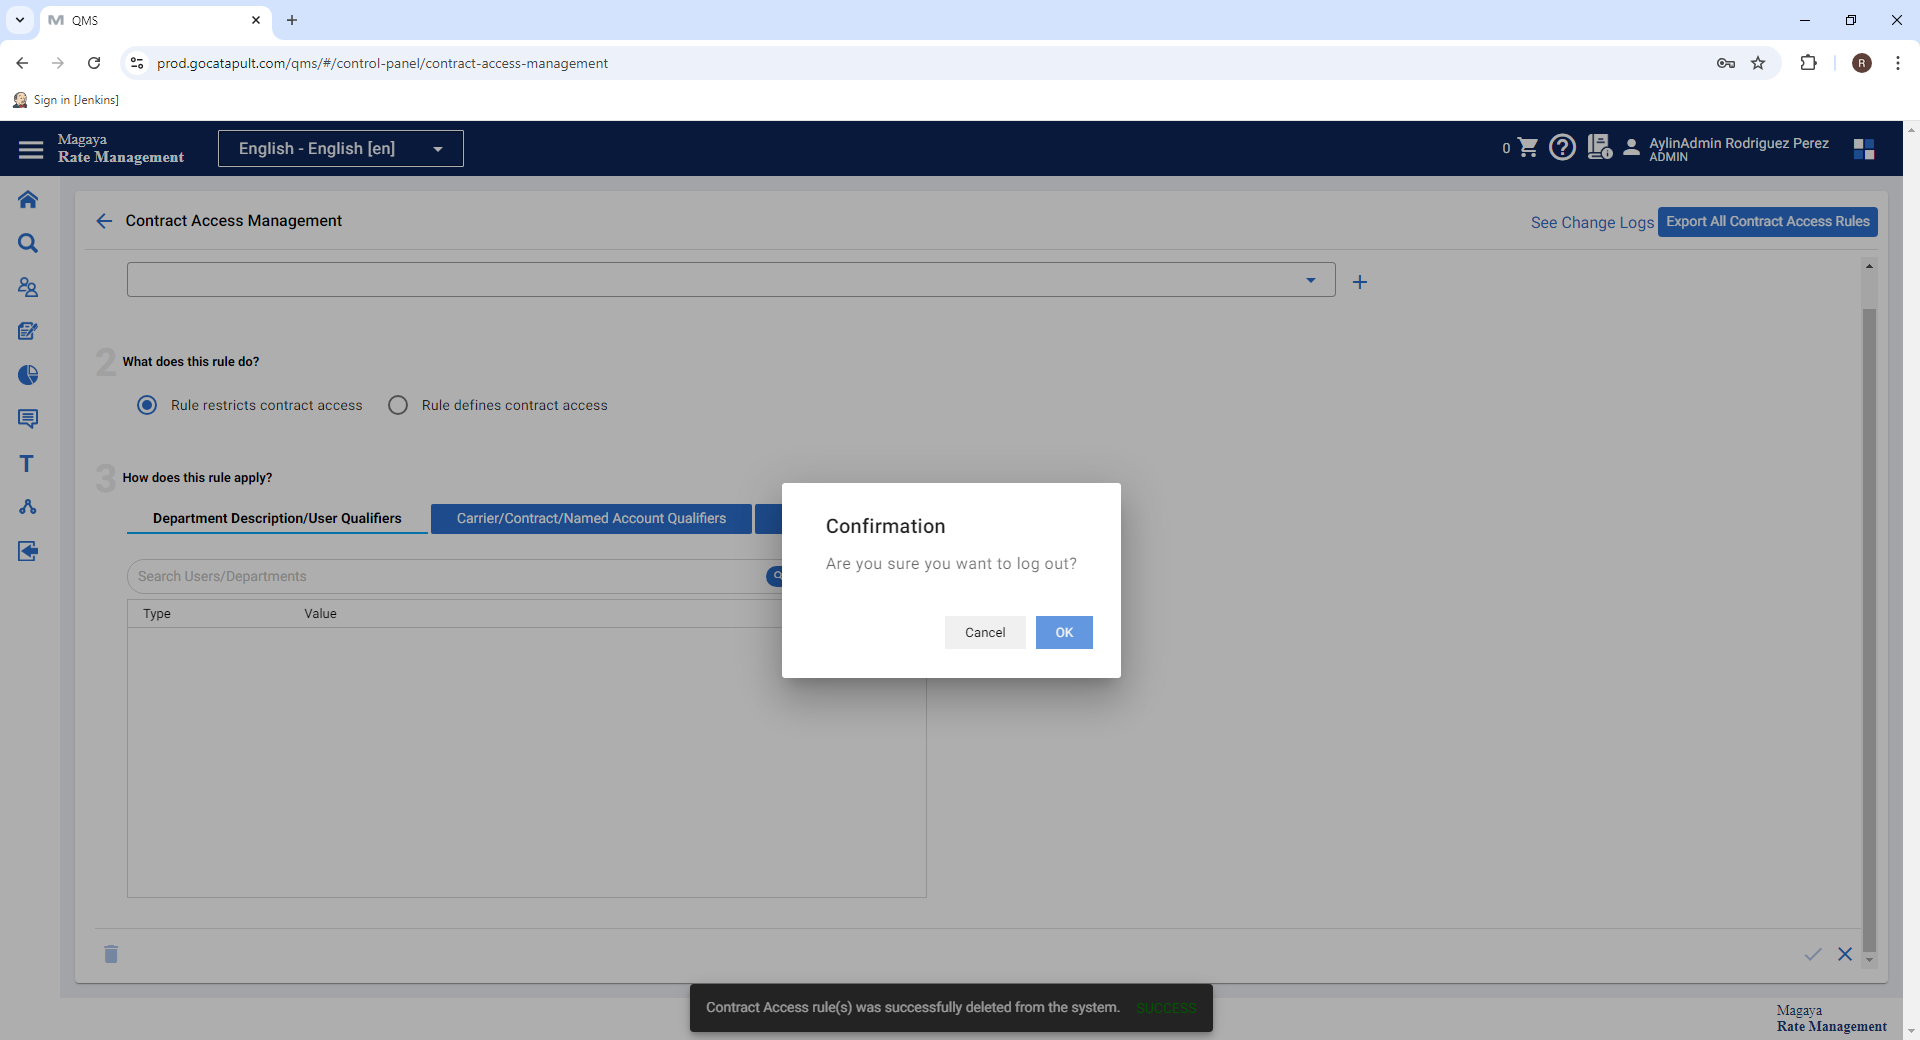 QMS
prod.gocatapult.com/qms/#/control-panel/contract-access-management
R
Sign in [Jenkins]
Magaya
Rate Management
English - English [en]
0
AylinAdmin Rodriguez Perez
ADMIN
Contract Access Management
See Change Logs
Export All Contract Access Rules
2 What does this rule do?
Rule restricts contract access
Rule defines contract access
3 How does this rule apply?
Department Description/User Qualifiers
Carrier/Contract/Named Account Qualifiers
Search Users/Departments
Type
Value
Confirmation
Are you sure you want to log out?
Cancel
OK
Contract Access rule(s) was successfully deleted from the system.
SUCCESS
Magaya
Rate Management